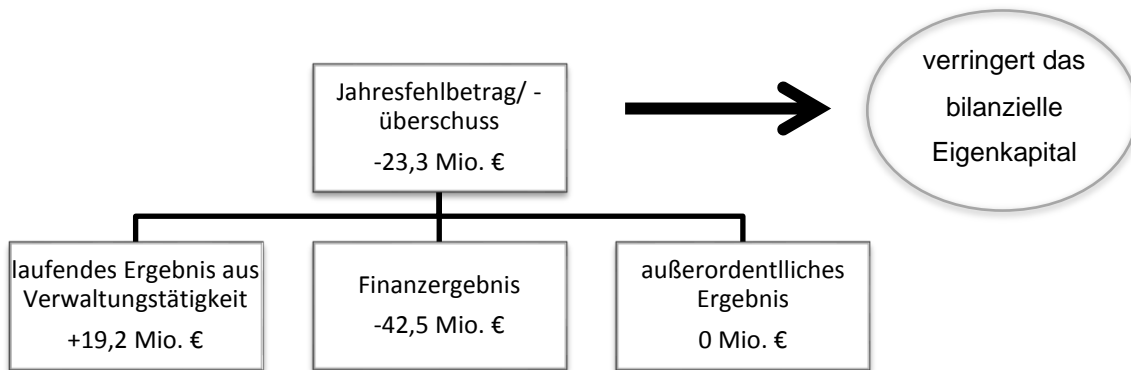 Jahresfehlbetrag/ -
überschuss
-23,3 Mio. €
verringert das
bilanzielle
Eigenkapital
laufendes Ergebnis aus
Verwaltungstätigkeit
+19,2 Mio. €
Finanzergebnis
-42,5 Mio. €
außerordentlliches
Ergebnis
0 Mio. €